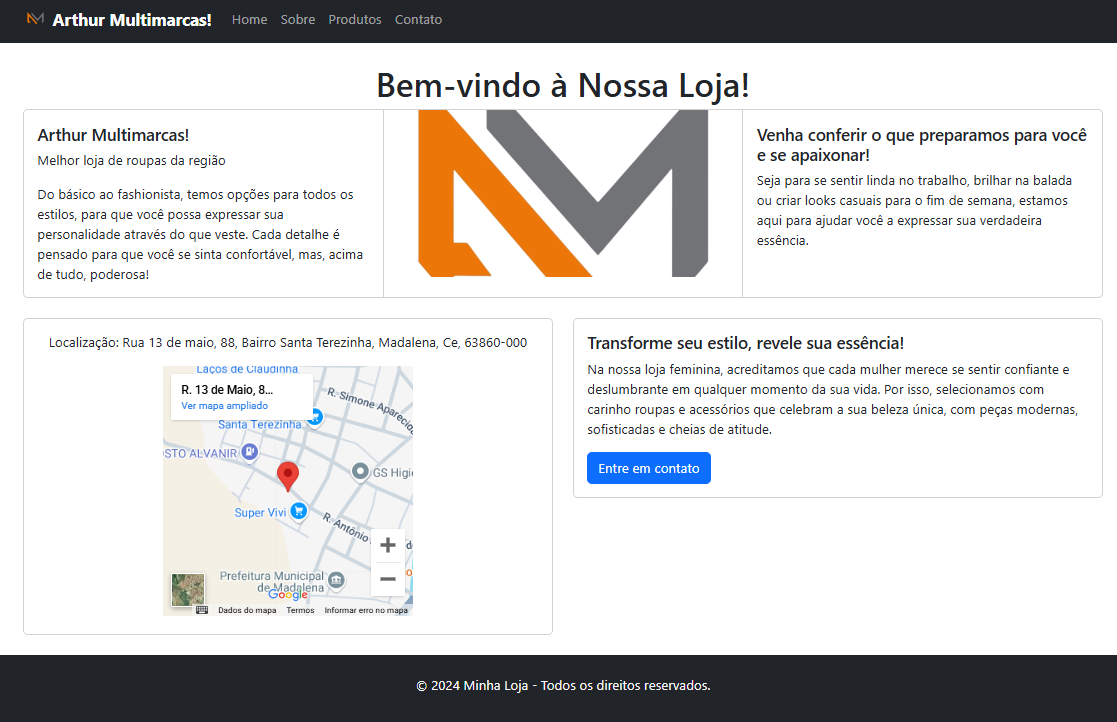 Arthur Multimarcas! Home Sobre Produtos Contato
Bem-vindo à Nossa Loja!
Arthur Multimarcas!
Melhor loja de roupas da região
Do básico ao fashionista, temos opções para todos os
estilos, para que você possa expressar sua
personalidade através do que veste. Cada detalhe é
pensado para que você se sinta confortável, mas, acima
de tudo, poderosa!
Venha conferir o que preparamos para você
e se apaixonar!
Seja para se sentir linda no trabalho, brilhar na balada
ou criar looks casuais para o fim de semana, estamos
aqui para ajudar você a expressar sua verdadeira
essência.
Localização: Rua 13 de maio, 88, Bairro Santa Terezinha, Madalena, Ce, 63860-000
Laços de Claudinha
R. 13 de Maio, 8...
Ver mapa ampliado
R. Simone Aparecio
Santa Terezinha
OSTO ALVANIR
GS Higi
Super Vivi
R. Antônio
Prefeitura Municipal
de Madalena
Google
Dados do mapa Termos Informar erro no mapa
Transforme seu estilo, revele sua essência!
Na nossa loja feminina, acreditamos que cada mulher merece se sentir confiante e
deslumbrante em qualquer momento da sua vida. Por isso, selecionamos com
carinho roupas e acessórios que celebram a sua beleza única, com peças modernas,
sofisticadas e cheias de atitude.
Entre em contato
© 2024 Minha Loja - Todos os direitos reservados.